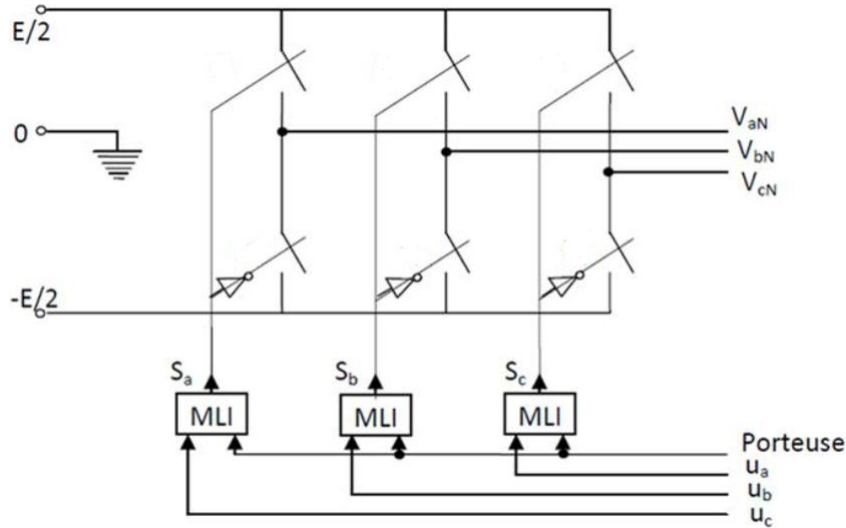 E/2
0
V_aN
V_bN
V_cN
-E/2
S_a
S_b
S_c
MLI
MLI
MLI
Porteuse
u_a
u_b
u_c